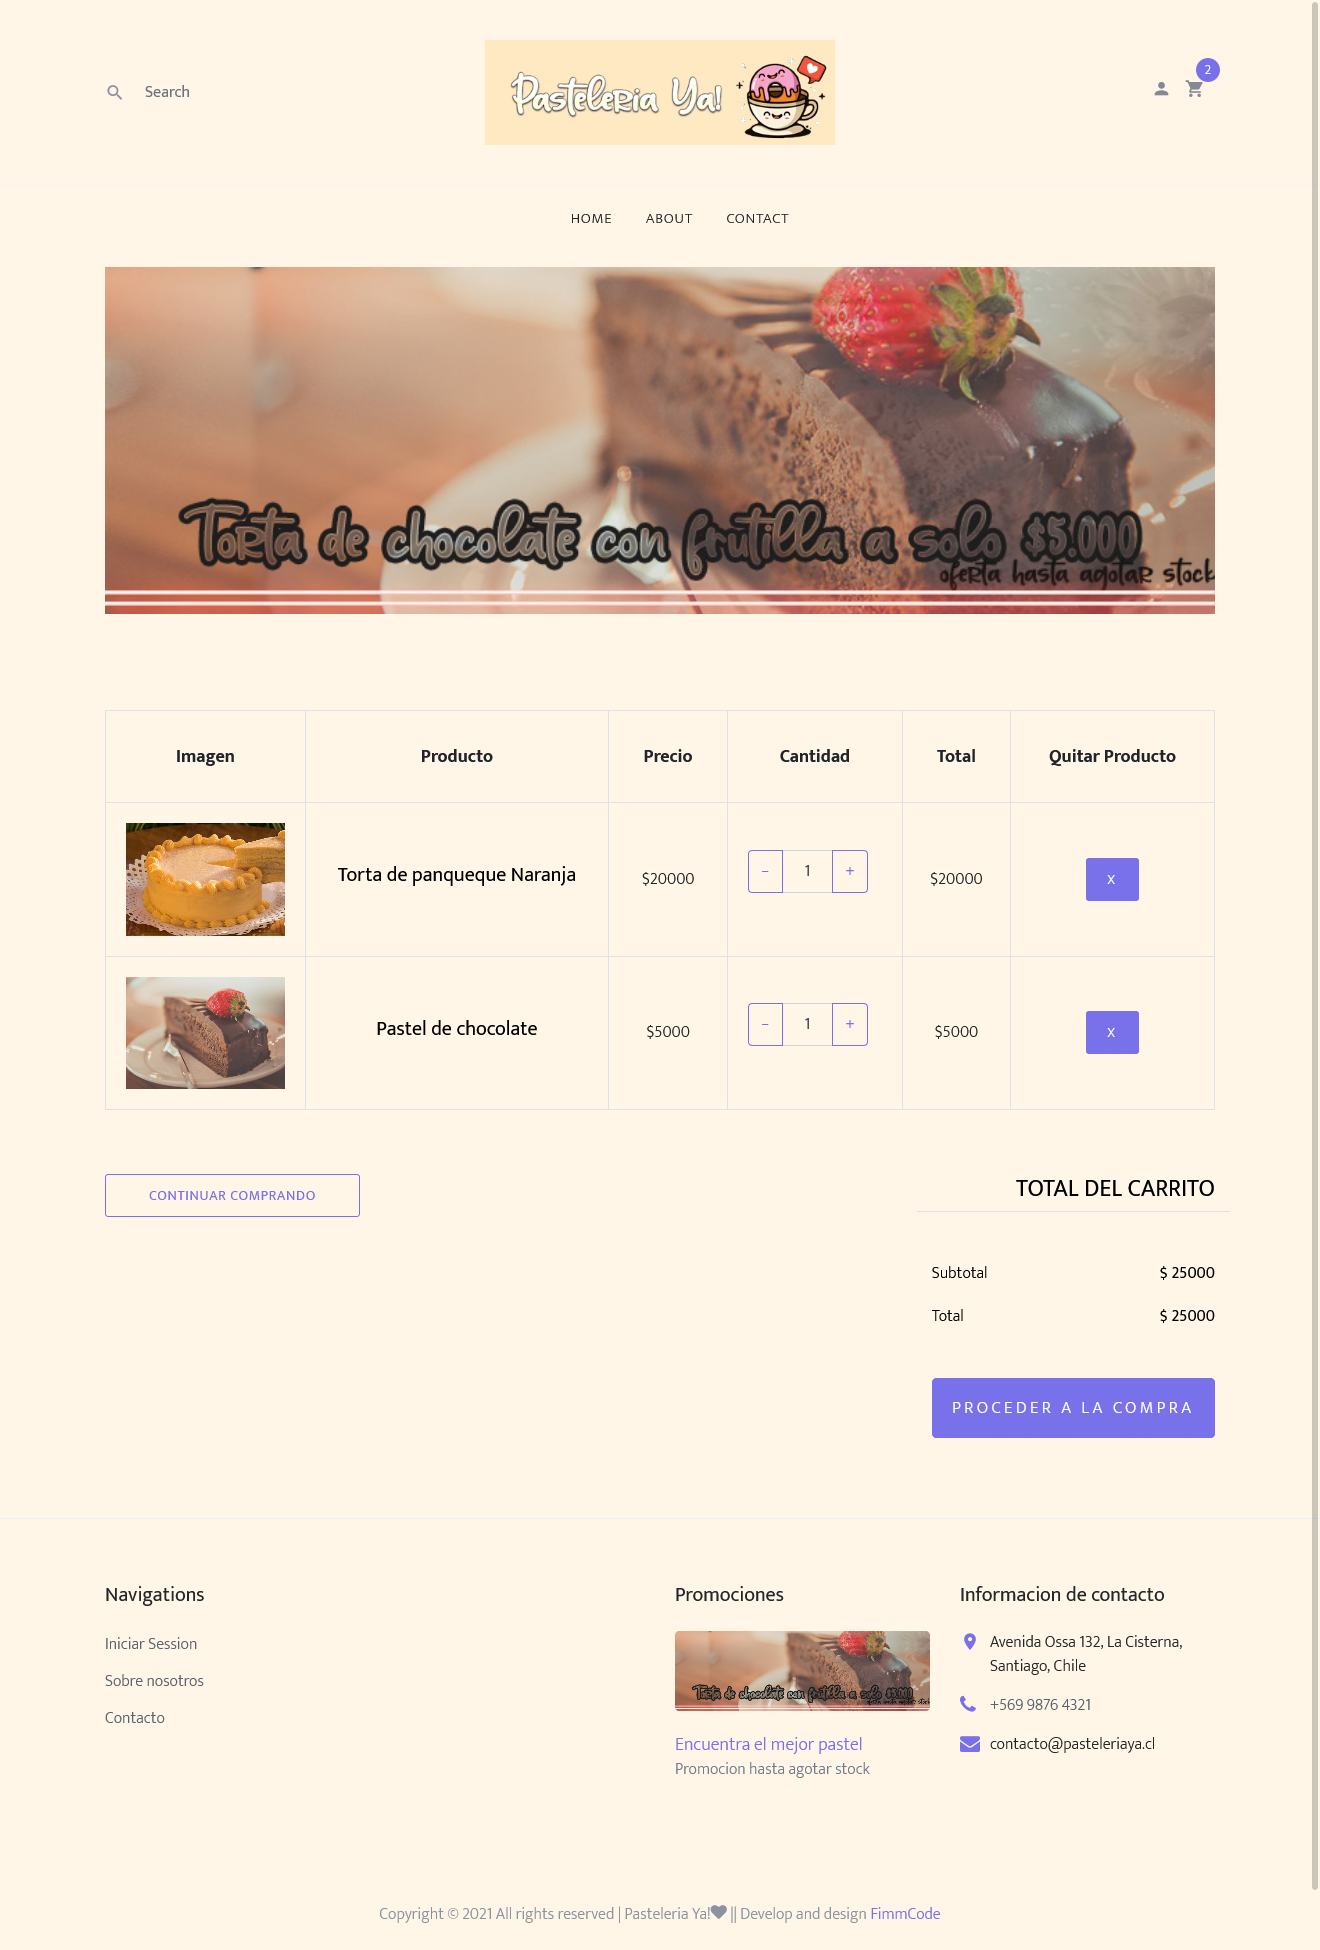 Search
Pasteleria Ya!
2
HOME ABOUT CONTACT
Torta de chocolate con frutilla a solo $5.000
oferta hasta agotar stock
Imagen Producto Precio Cantidad Total Quitar Producto
Torta de panqueque Naranja $20000 – 1 + $20000 X
Pastel de chocolate $5000 – 1 + $5000 X
CONTINUAR COMPRANDO
TOTAL DEL CARRITO
Subtotal $ 25000
Total $ 25000
PROCEDER A LA COMPRA
Navigations
Iniciar Session
Sobre nosotros
Contacto
Promociones
Torta de chocolate con frutilla a solo $5.000
oferta hasta agotar stock
Encuentra el mejor pastel
Promocion hasta agotar stock
Informacion de contacto
Avenida Ossa 132, La Cisterna,
Santiago, Chile
+569 9876 4321
contacto@pasteleriaya.cl
Copyright © 2021 All rights reserved | Pasteleria Ya! || Develop and design FimmCode